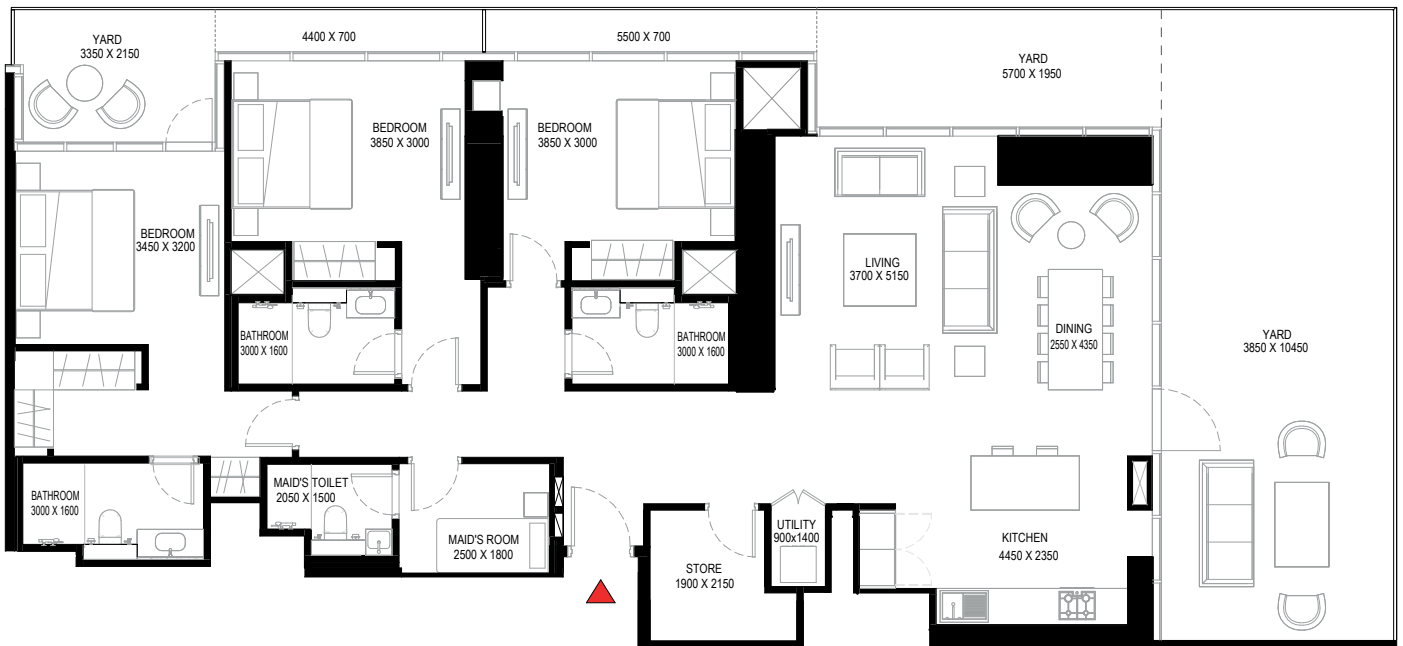 YARD
3350 X 2150
4400 X 700
5500 X 700
YARD
5700 X 1950
BEDROOM
3850 X 3000
BEDROOM
3850 X 3000
BEDROOM
3450 X 3200
LIVING
3700 X 5150
BATHROOM
3000 X 1600
BATHROOM
3000 X 1600
DINING
2550 X 4350
YARD
3850 X 10450
BATHROOM
3000 X 1600
MAID'S TOILET
2050 X 1500
MAID'S ROOM
2500 X 1800
STORE
1900 X 2150
UTILITY
900x1400
KITCHEN
4450 X 2350